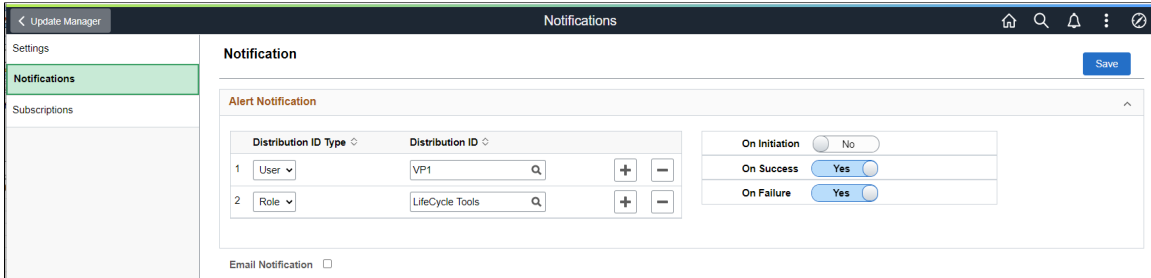 Update Manager
Notifications
Settings
Notifications
Subscriptions
Notification
Save
Alert Notification
Distribution ID Type Distribution ID
1 User VP1
2 Role LifeCycle Tools
On Initiation No
On Success Yes
On Failure Yes
Email Notification